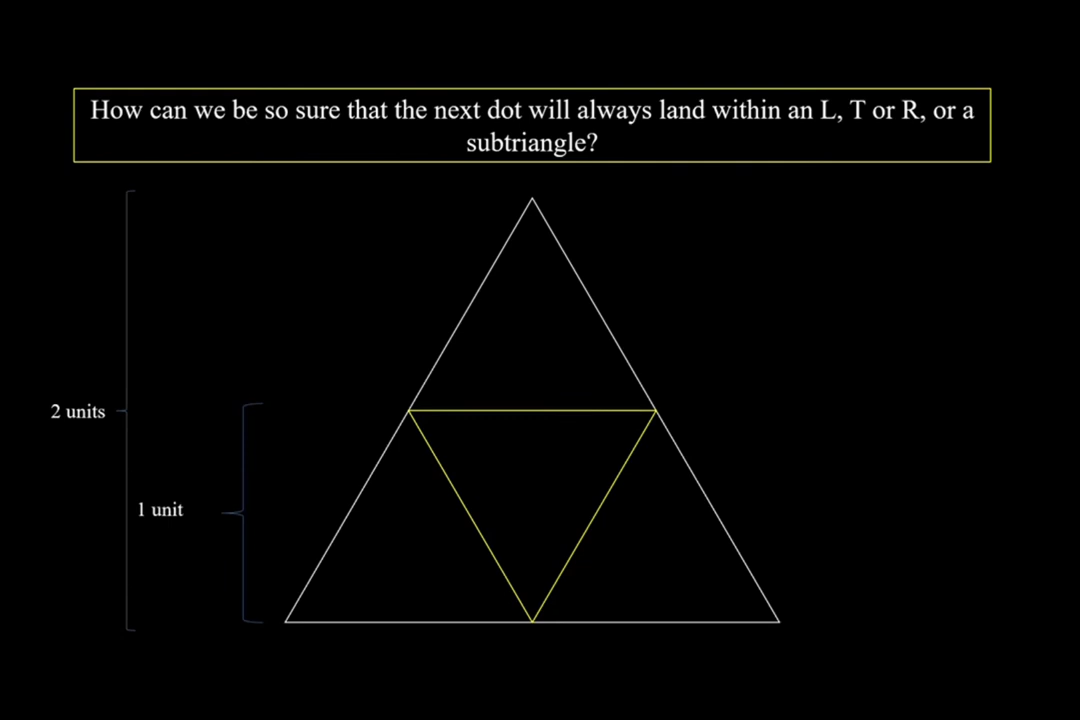 How can we be so sure that the next dot will always land within an L, T or R, or a
subtriangle?
2 units
1 unit